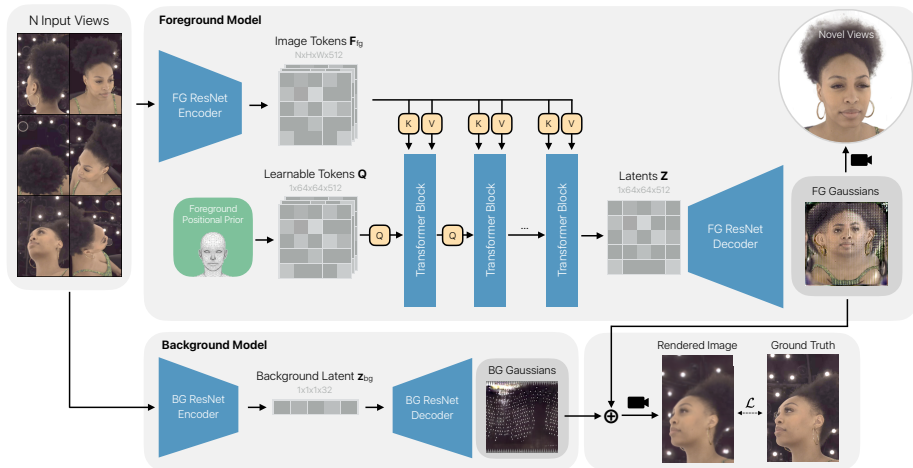 N Input Views
Foreground Model
FG ResNet
Encoder
Image Tokens F_fg
NxHxWx512
Learnable Tokens Q
1x64x64x512
Foreground
Positional Prior
K
V
K
V
K
V
Q
Transformer Block
Q
Transformer Block
...
Transformer Block
Latents Z
1x64x64x512
FG ResNet
Decoder
Novel Views
FG Gaussians
Background Model
BG ResNet
Encoder
Background Latent z_bg
1x1x1x32
BG ResNet
Decoder
BG Gaussians
Rendered Image
Ground Truth
ℒ